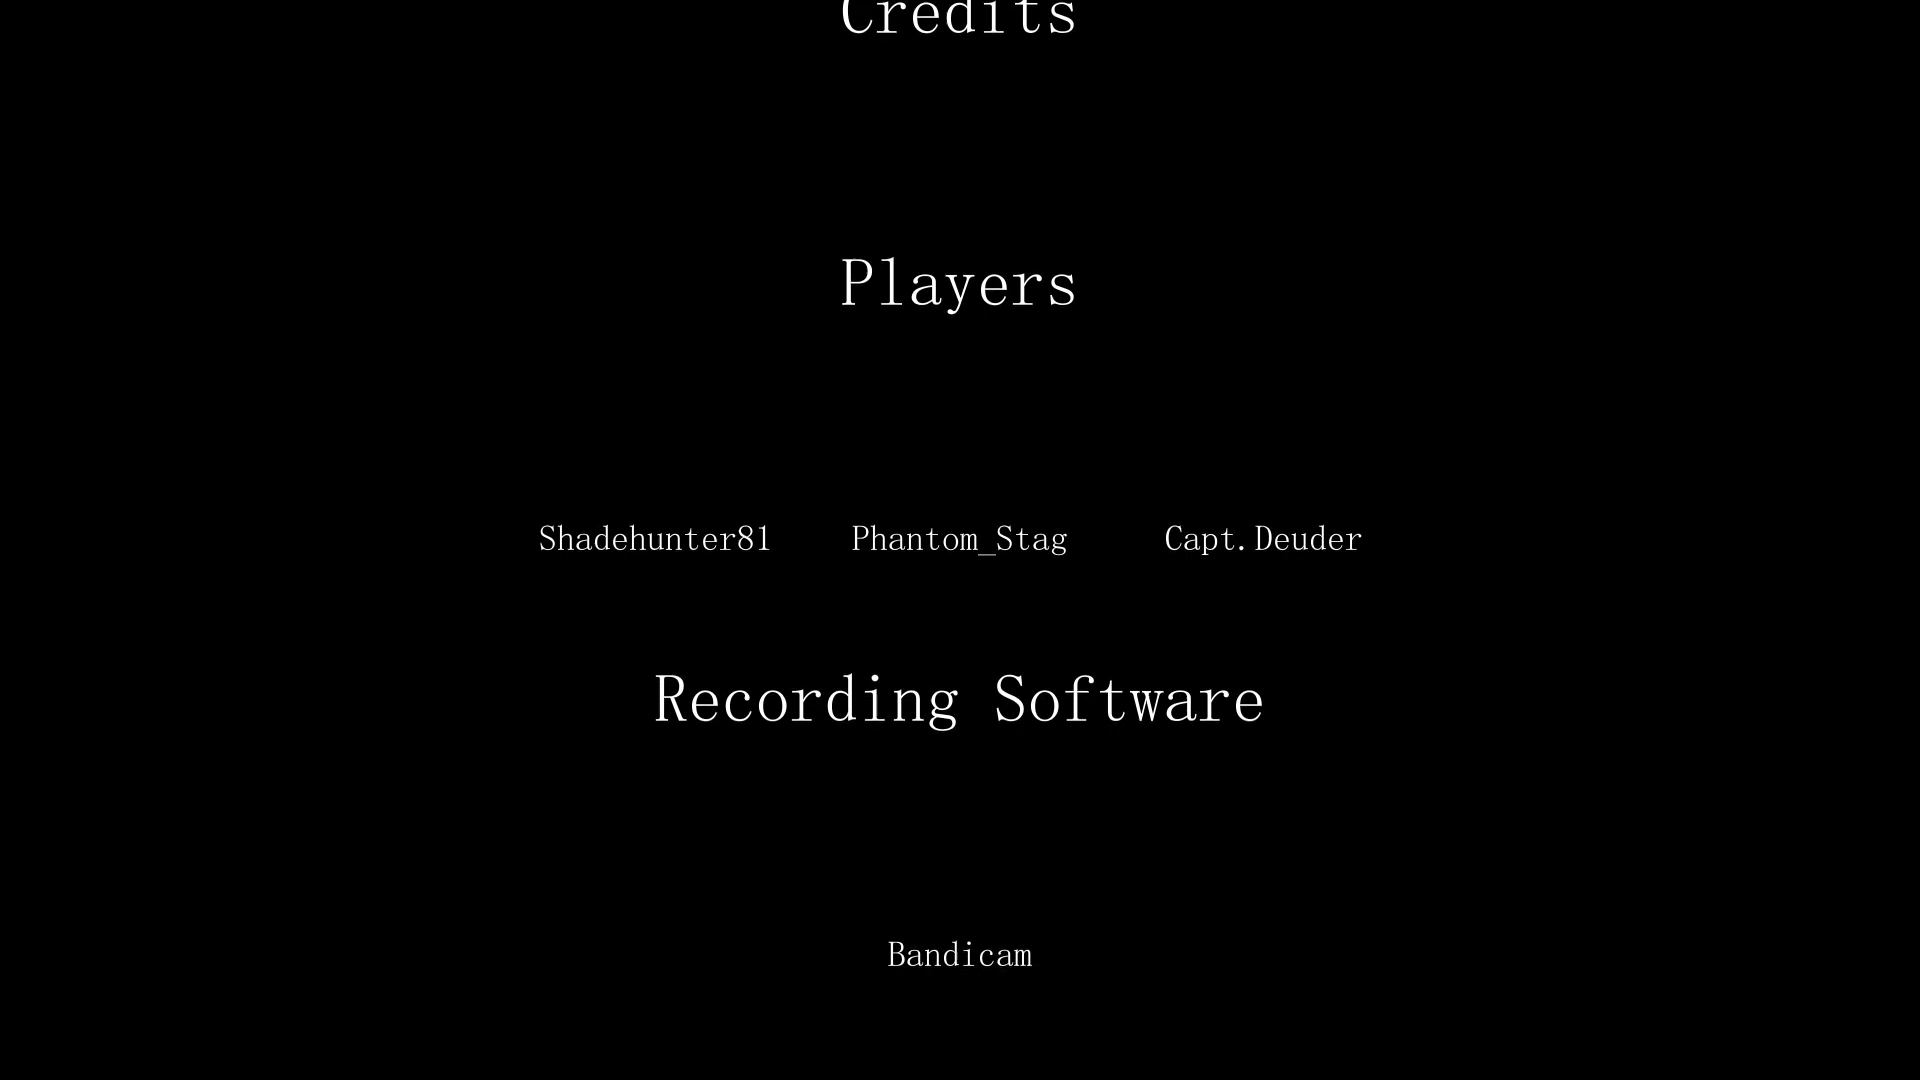 Credits
Players
Shadehunter81 Phantom_Stag Capt.Deuder
Recording Software
Bandicam